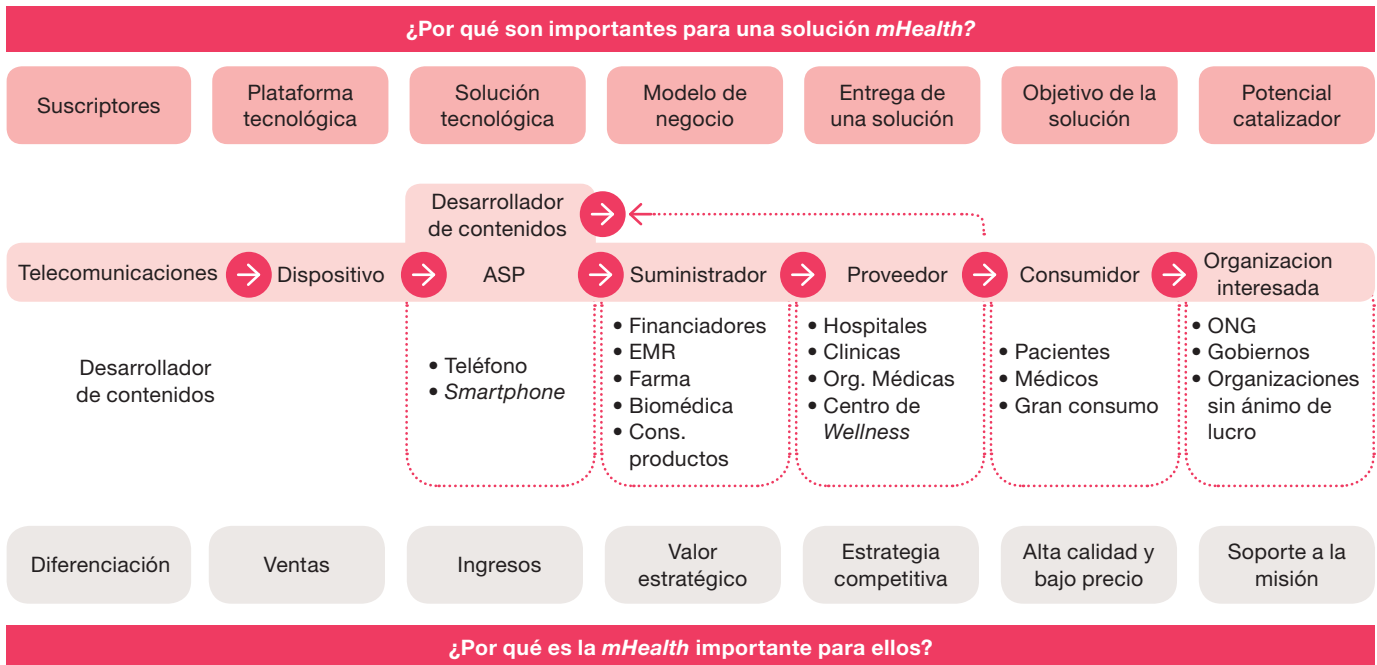 ¿Por qué son importantes para una solución mHealth?
Suscriptores
Plataforma
tecnológica
Solución
tecnológica
Modelo de
negocio
Entrega de
una solución
Objetivo de la
solución
Potencial
catalizador
Desarrollador
de contenidos
Telecomunicaciones
Dispositivo
ASP
Suministrador
Proveedor
Consumidor
Organizacion
interesada
Desarrollador
de contenidos
• Teléfono
• Smartphone
• Financiadores
• EMR
• Farma
• Biomédica
• Cons.
productos
• Hospitales
• Clinicas
• Org. Médicas
• Centro de
Wellness
• Pacientes
• Médicos
• Gran consumo
• ONG
• Gobiernos
• Organizaciones
sin ánimo de
lucro
Diferenciación
Ventas
Ingresos
Valor
estratégico
Estrategia
competitiva
Alta calidad y
bajo precio
Soporte a la
misión
¿Por qué es la mHealth importante para ellos?